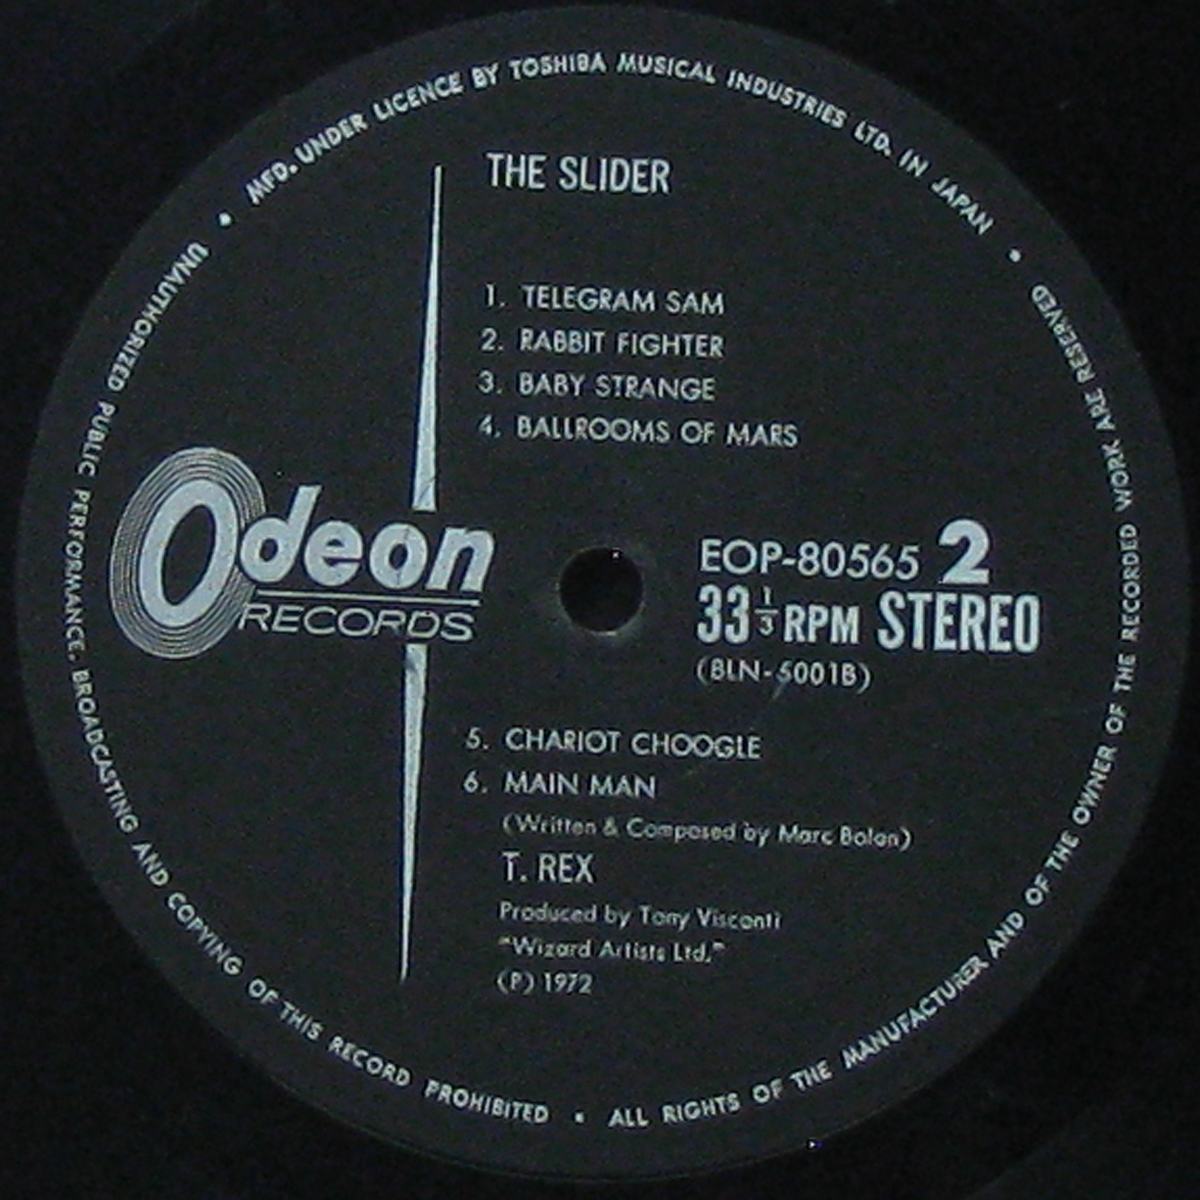 MFD. UNDER LICENCE BY TOSHIBA MUSICAL INDUSTRIES LTD. IN JAPAN •
THE SLIDER
1. TELEGRAM SAM
2. RABBIT FIGHTER
3. BABY STRANGE
4. BALLROOMS OF MARS
Odeon
RECORDS
EOP-80565 2
33 1/3 RPM STEREO
(BLN-5001B)
5. CHARIOT CHOOGLE
6. MAIN MAN
(Written & Composed by Marc Bolan)
T. REX
Produced by Tony Visconti
"Wizard Artists Ltd."
(P) 1972
UNAUTHORIZED PUBLIC PERFORMANCE, BROADCASTING AND COPYING OF THIS RECORD PROHIBITED •
ALL RIGHTS OF THE MANUFACTURER AND OF THE OWNER OF THE RECORDED WORK ARE RESERVED •